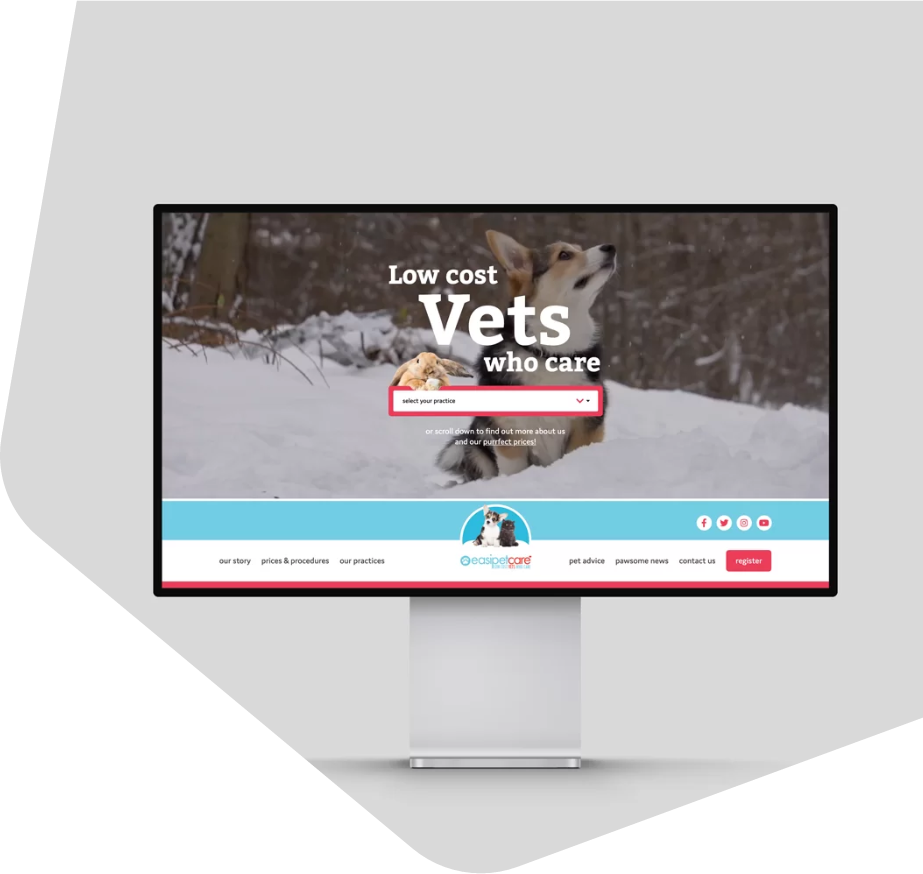 Low cost
Vets
who care
select your practice
or scroll down to find out more about us
and our purrfect prices!
our story prices & procedures our practices
easipetcare
pet advice pawsome news contact us register